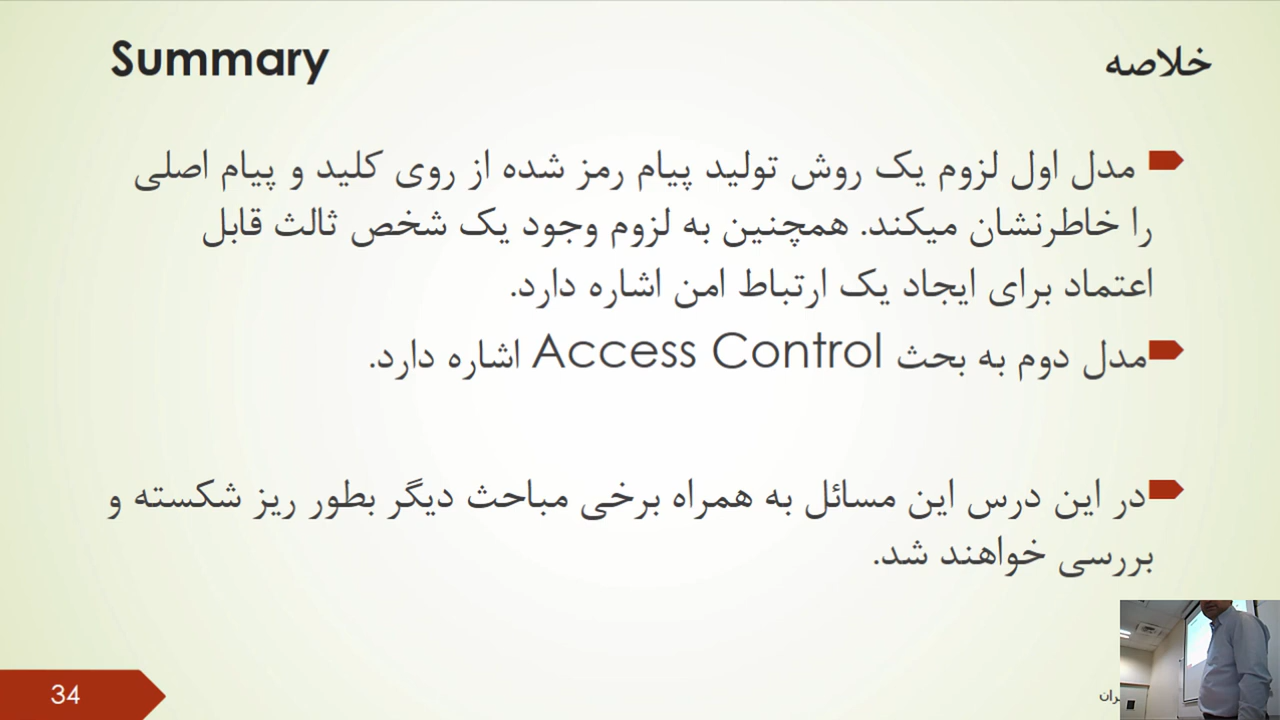 خلاصه
Summary
مدل اول لزوم یک روش تولید پیام رمز شده از روی کلید و پیام اصلی
را خاطرنشان میکند. همچنین به لزوم وجود یک شخص ثالث قابل
اعتماد برای ایجاد یک ارتباط امن اشاره دارد.
مدل دوم به بحث Access Control اشاره دارد.
در این درس این مسائل به همراه برخی مباحث دیگر بطور ریز شکسته و
بررسی خواهند شد.
34